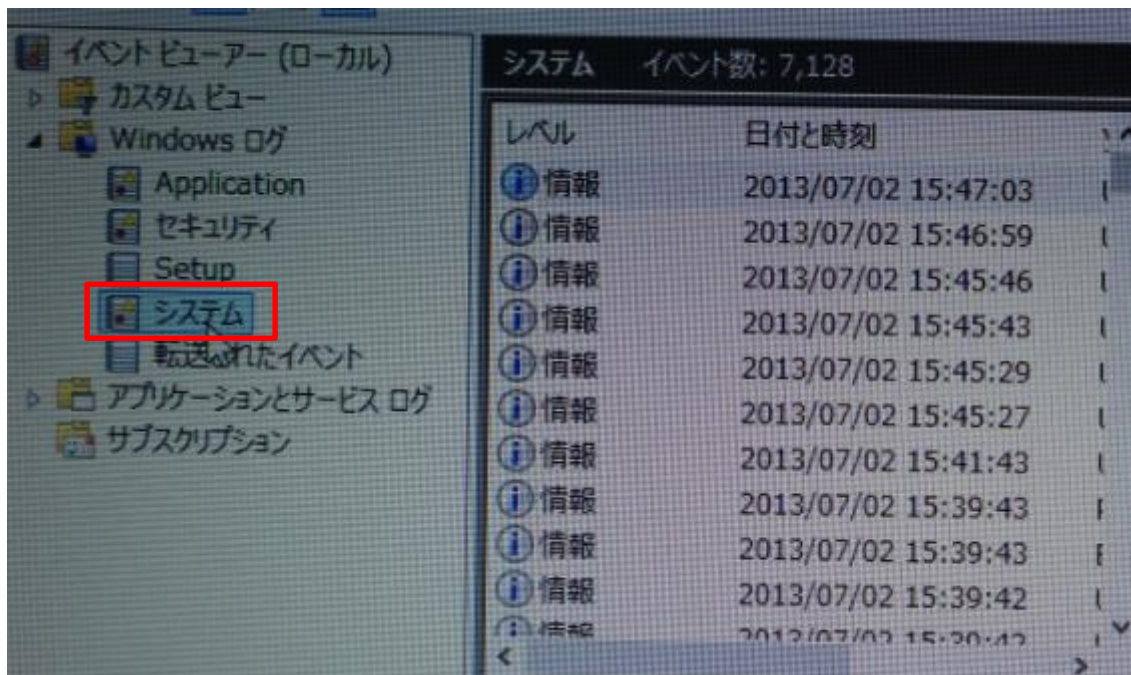 イベント ビューアー (ローカル)
カスタム ビュー
Windows ログ
Application
セキュリティ
Setup
システム
転送されたイベント
アプリケーションとサービス ログ
サブスクリプション
システム イベント数: 7,128
レベル 日付と時刻
情報 2013/07/02 15:47:03
情報 2013/07/02 15:46:59
情報 2013/07/02 15:45:46
情報 2013/07/02 15:45:43
情報 2013/07/02 15:45:29
情報 2013/07/02 15:45:27
情報 2013/07/02 15:41:43
情報 2013/07/02 15:39:43
情報 2013/07/02 15:39:43
情報 2013/07/02 15:39:42
情報